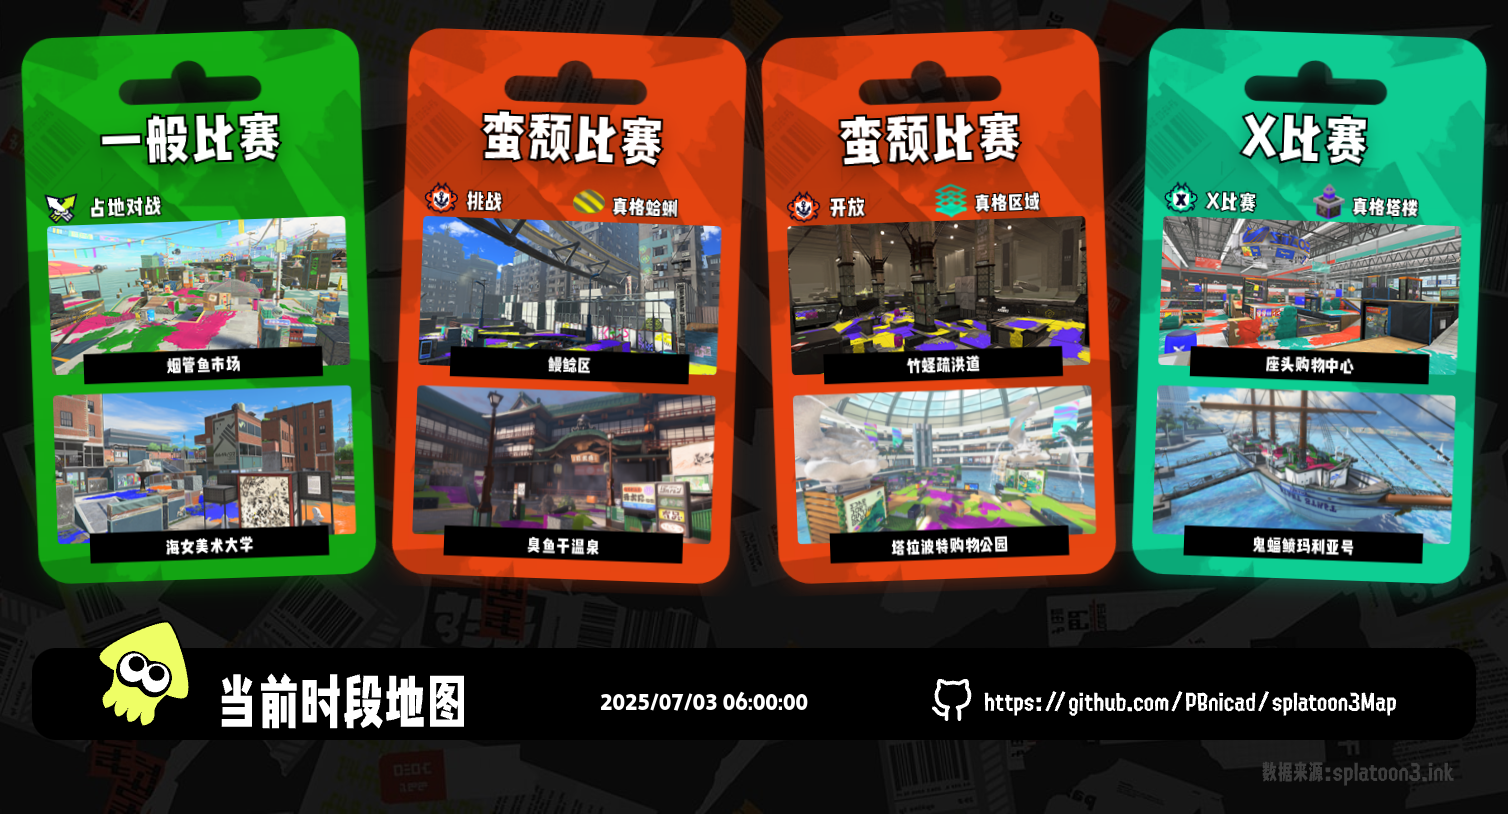 一般比赛
占地对战
烟管鱼市场
海女美术大学
蛮颓比赛
挑战
真格蛤蜊
鳗鲶区
臭鱼干温泉
蛮颓比赛
开放
真格区域
竹蛏疏洪道
塔拉波特购物公园
X比赛
X比赛
真格塔楼
座头购物中心
鬼蝠鲼玛利亚号
当前时段地图
2025/07/03 06:00:00
https://github.com/PBnicad/splatoon3Map
数据来源:splatoon3.ink